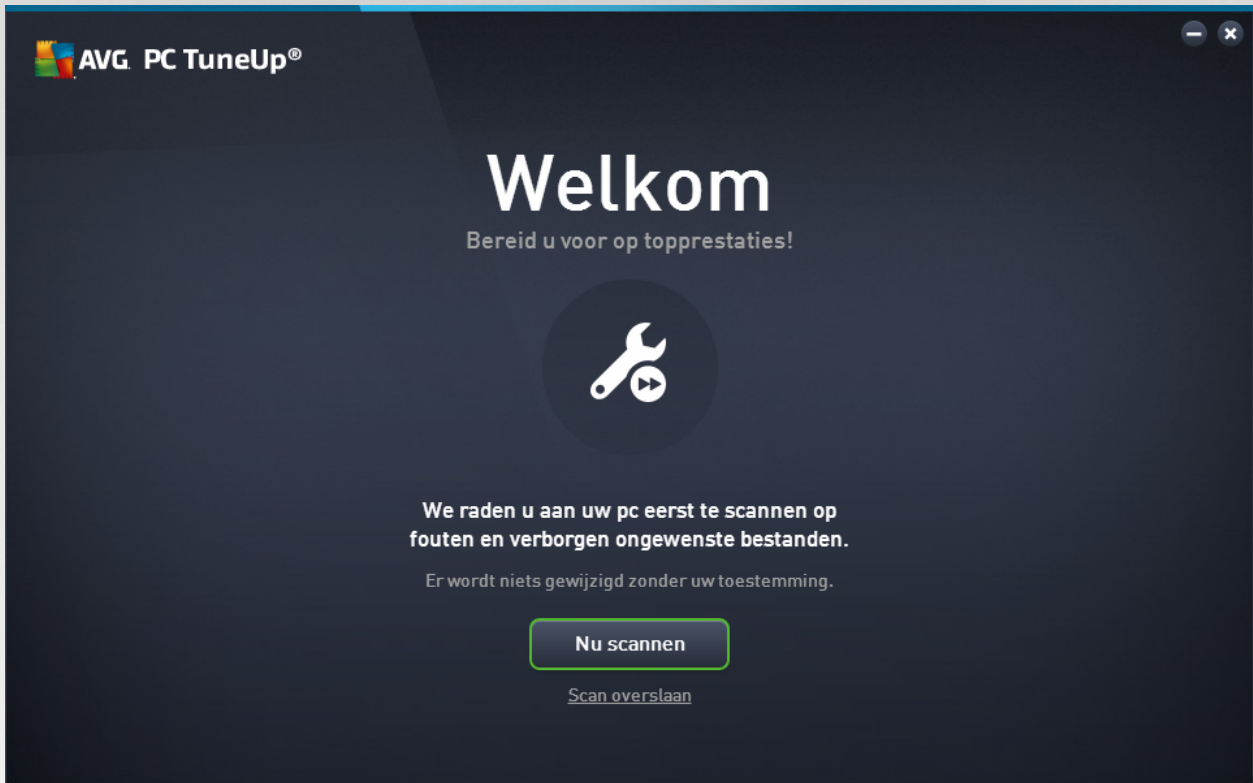 AVG. PC TuneUp®
Welkom
Bereid u voor op topprestaties!
We raden u aan uw pc eerst te scannen op
fouten en verborgen ongewenste bestanden.
Er wordt niets gewijzigd zonder uw toestemming.
Nu scannen
Scan overslaan